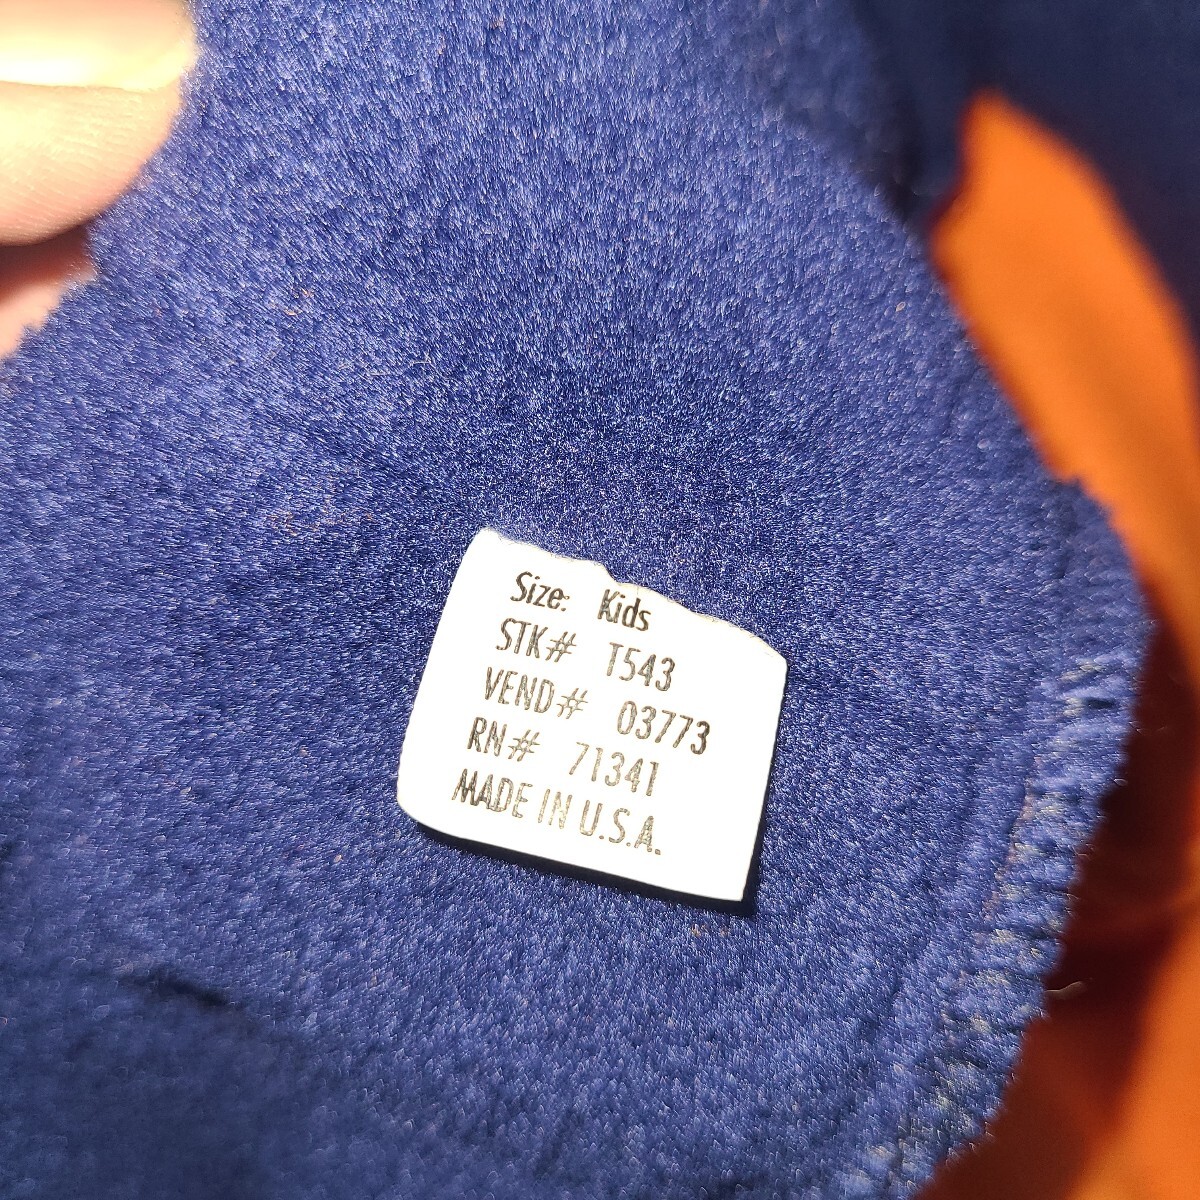 Size: Kids
STK# T543
VEND# 03773
RN# 71341
MADE IN U.S.A.